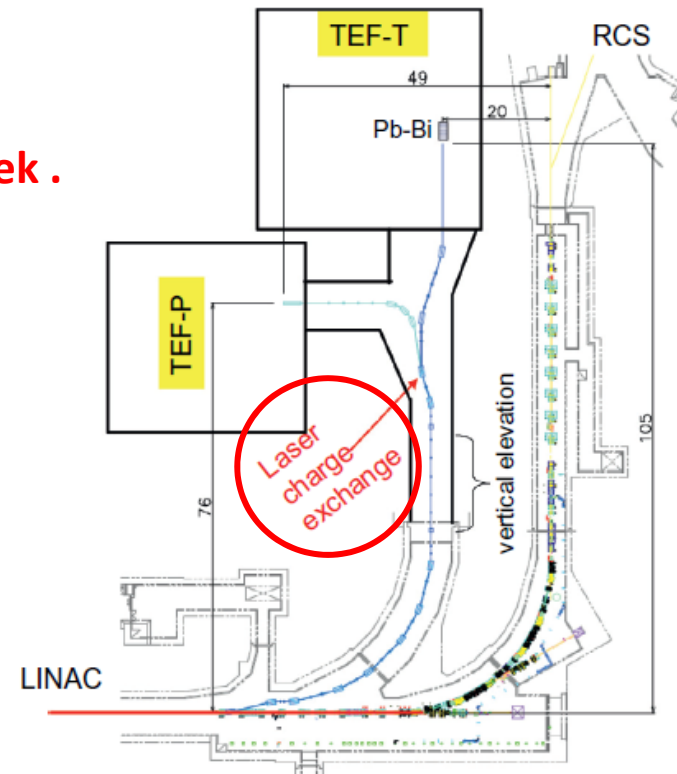 TEF-T
RCS
49
20
Pb-Bi
ek .
TEF-P
Laser
charge
exchange
vertical elevation
105
76
LINAC